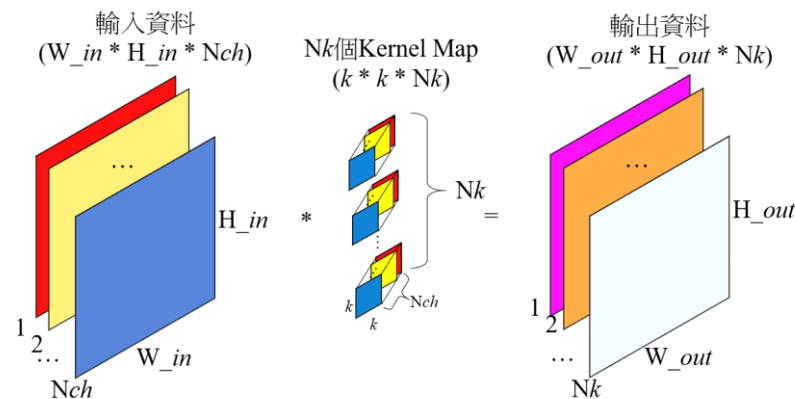 輸入資料
(W_in * H_in * Nch)
Nk個Kernel Map
(k * k * Nk)
輸出資料
(W_out * H_out * Nk)
...
H_in
1
2
...
W_in
Nch
*
Nk
k
k
Nch
=
...
H_out
1
2
...
W_out
Nk